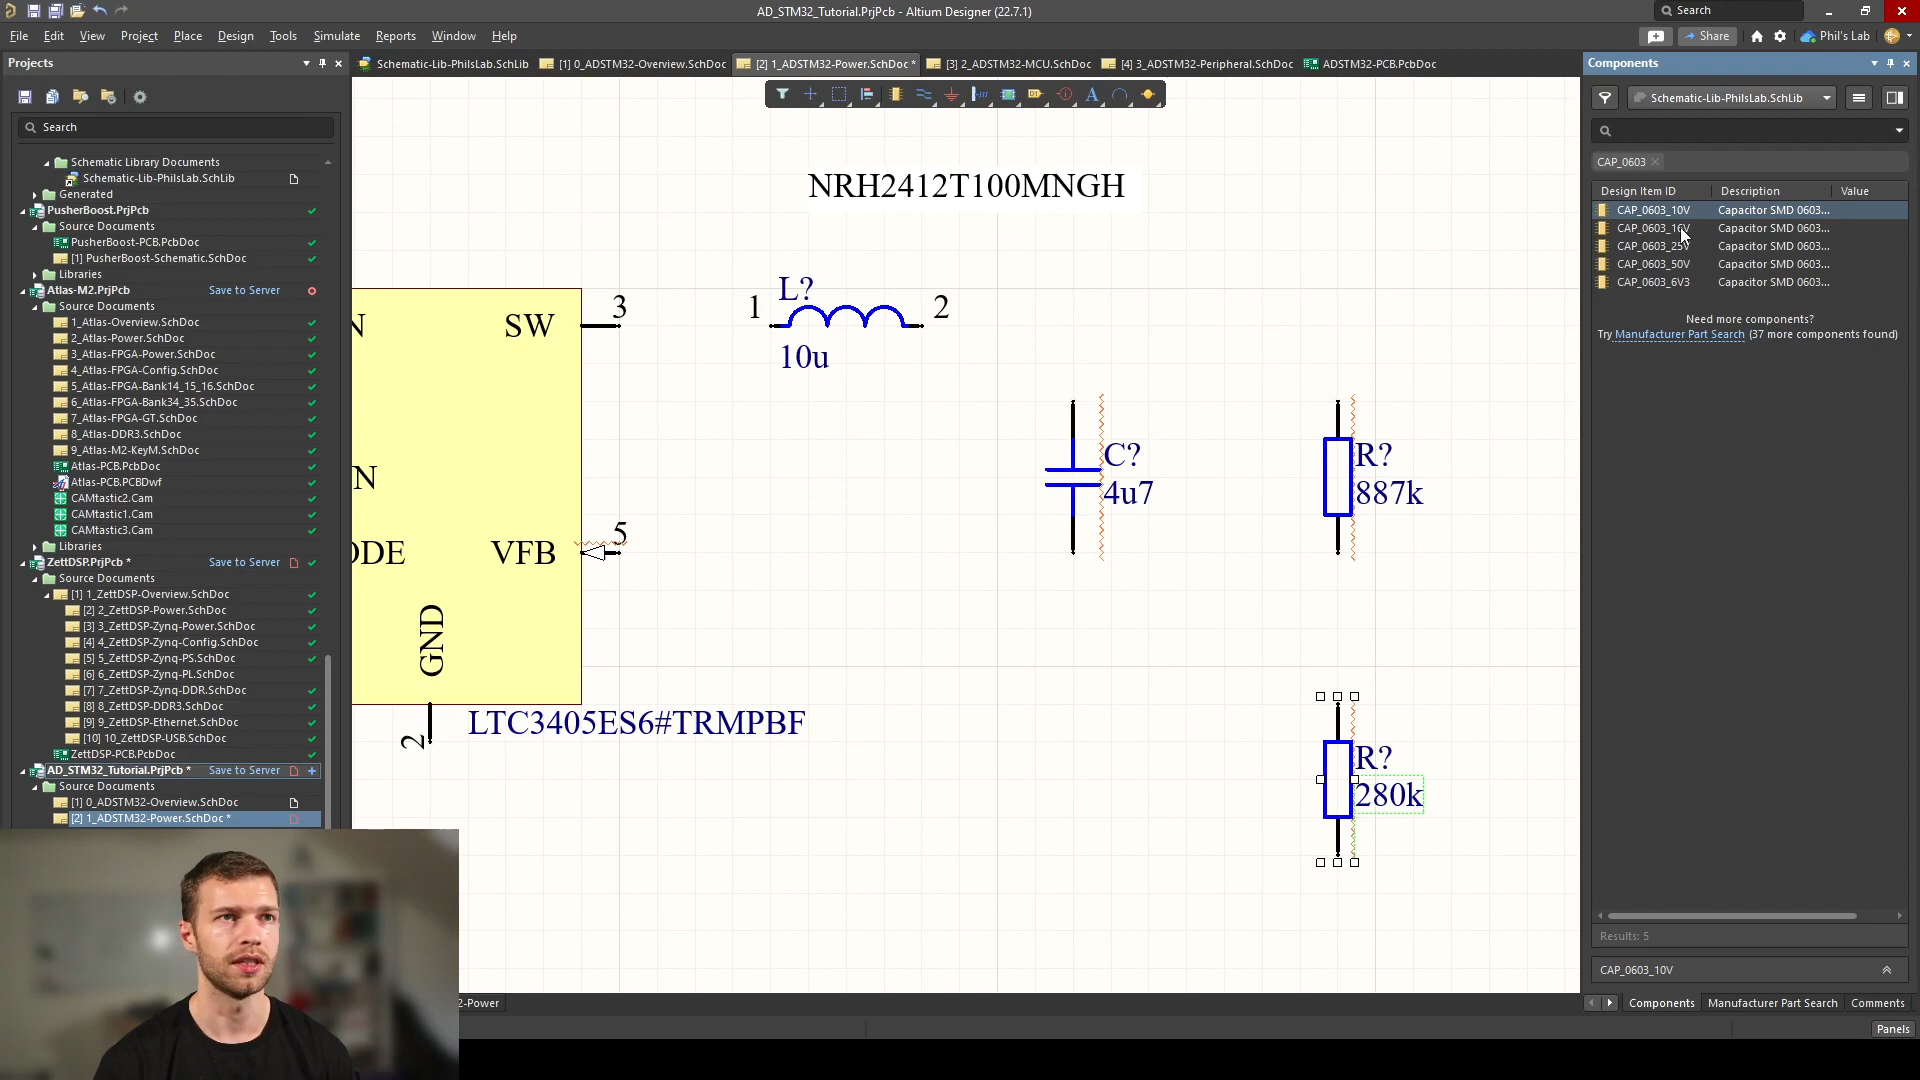 AD_STM32_Tutorial.PrjPcb - Altium Designer (22.7.1)
Search
File Edit View Project Place Design Tools Simulate Reports Window Help
Share
Phil's Lab
Projects
Schematic-Lib-PhilsLab.SchLib
[1] 0_ADSTM32-Overview.SchDoc
[2] 1_ADSTM32-Power.SchDoc *
[3] 2_ADSTM32-MCU.SchDoc
[4] 3_ADSTM32-Peripheral.SchDoc
ADSTM32-PCB.PcbDoc
Search
Schematic Library Documents
Schematic-Lib-PhilsLab.SchLib
Generated
PusherBoost.PrjPcb
Source Documents
PusherBoost-PCB.PcbDoc
[1] PusherBoost-Schematic.SchDoc
Libraries
Atlas-M2.PrjPcb Save to Server
Source Documents
1_Atlas-Overview.SchDoc
2_Atlas-Power.SchDoc
3_Atlas-FPGA-Power.SchDoc
4_Atlas-FPGA-Config.SchDoc
5_Atlas-FPGA-Bank14_15_16.SchDoc
6_Atlas-FPGA-Bank34_35.SchDoc
7_Atlas-FPGA-GT.SchDoc
8_Atlas-DDR3.SchDoc
9_Atlas-M2-KeyM.SchDoc
Atlas-PCB.PcbDoc
Atlas-PCB.PCBDwf
CAMtastic2.Cam
CAMtastic1.Cam
CAMtastic3.Cam
Libraries
ZettDSP.PrjPcb * Save to Server
Source Documents
[1] 1_ZettDSP-Overview.SchDoc
[2] 2_ZettDSP-Power.SchDoc
[3] 3_ZettDSP-Zynq-Power.SchDoc
[4] 4_ZettDSP-Zynq-Config.SchDoc
[5] 5_ZettDSP-Zynq-PS.SchDoc
[6] 6_ZettDSP-Zynq-PL.SchDoc
[7] 7_ZettDSP-Zynq-DDR.SchDoc
[8] 8_ZettDSP-DDR3.SchDoc
[9] 9_ZettDSP-Ethernet.SchDoc
[10] 10_ZettDSP-USB.SchDoc
ZettDSP-PCB.PcbDoc
AD_STM32_Tutorial.PrjPcb * Save to Server
Source Documents
[1] 0_ADSTM32-Overview.SchDoc
[2] 1_ADSTM32-Power.SchDoc *
NRH2412T100MNGH
N SW 3
1 L? 2
10u
N
ODE VFB 5
GND
2
LTC3405ES6#TRMPBF
C?
4u7
R?
887k
R?
280k
2-Power
Components
Schematic-Lib-PhilsLab.SchLib
CAP_0603
Design Item ID Description Value
CAP_0603_10V Capacitor SMD 0603...
CAP_0603_16V Capacitor SMD 0603...
CAP_0603_25V Capacitor SMD 0603...
CAP_0603_50V Capacitor SMD 0603...
CAP_0603_6V3 Capacitor SMD 0603...
Need more components?
Try Manufacturer Part Search (37 more components found)
Results: 5
CAP_0603_10V
Components Manufacturer Part Search Comments
Panels